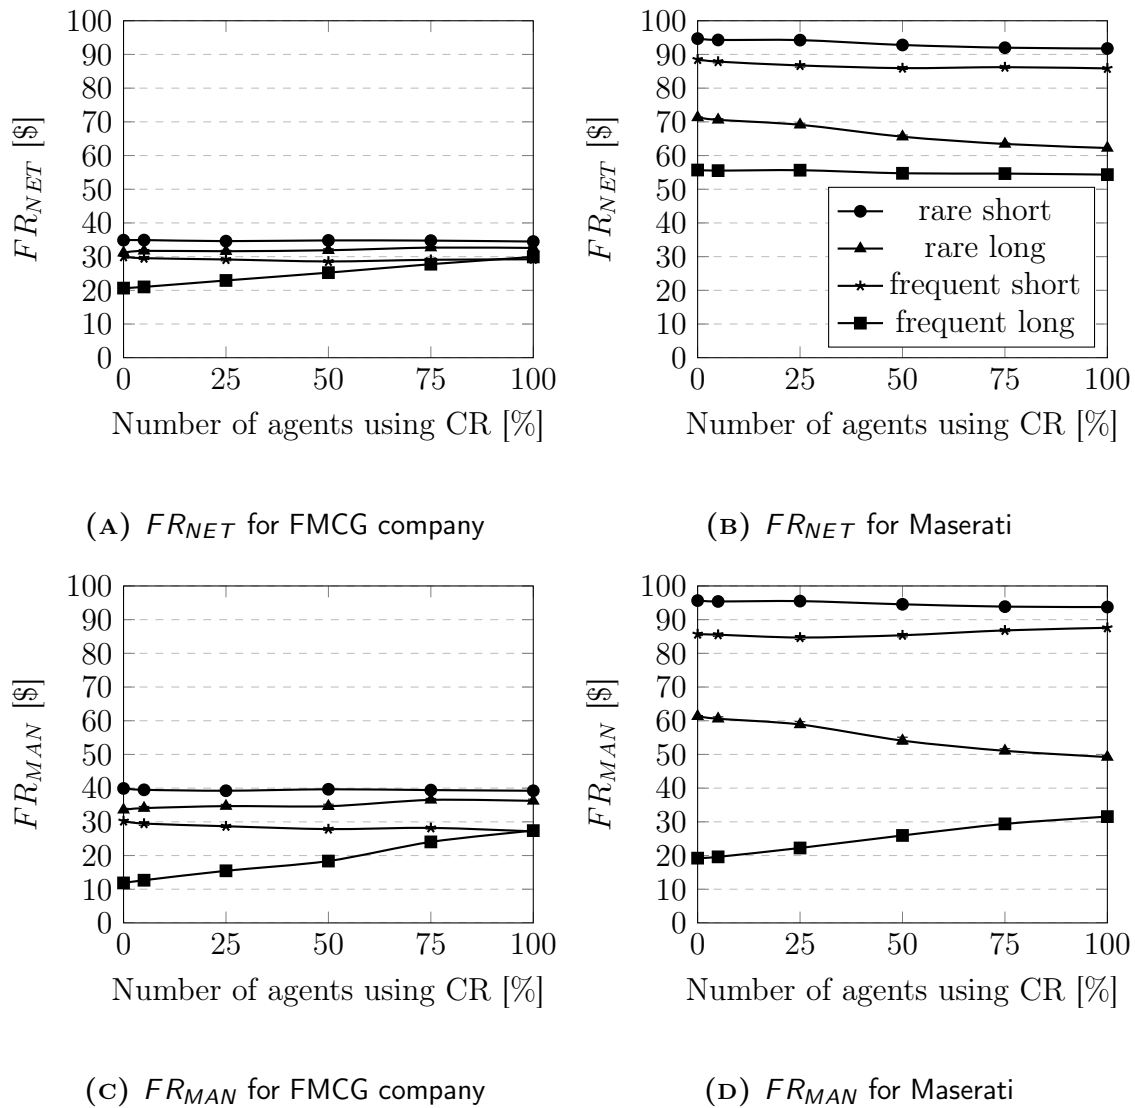 100
90
80
70
60
50
40
30
20
10
0
FR_NET [$]
0 25 50 75 100
Number of agents using CR [%]
(A) FR_NET for FMCG company
100
90
80
70
60
50
40
30
20
10
0
FR_NET [$]
rare short
rare long
frequent short
frequent long
0 25 50 75 100
Number of agents using CR [%]
(B) FR_NET for Maserati
100
90
80
70
60
50
40
30
20
10
0
FR_MAN [$]
0 25 50 75 100
Number of agents using CR [%]
(C) FR_MAN for FMCG company
100
90
80
70
60
50
40
30
20
10
0
FR_MAN [$]
0 25 50 75 100
Number of agents using CR [%]
(D) FR_MAN for Maserati